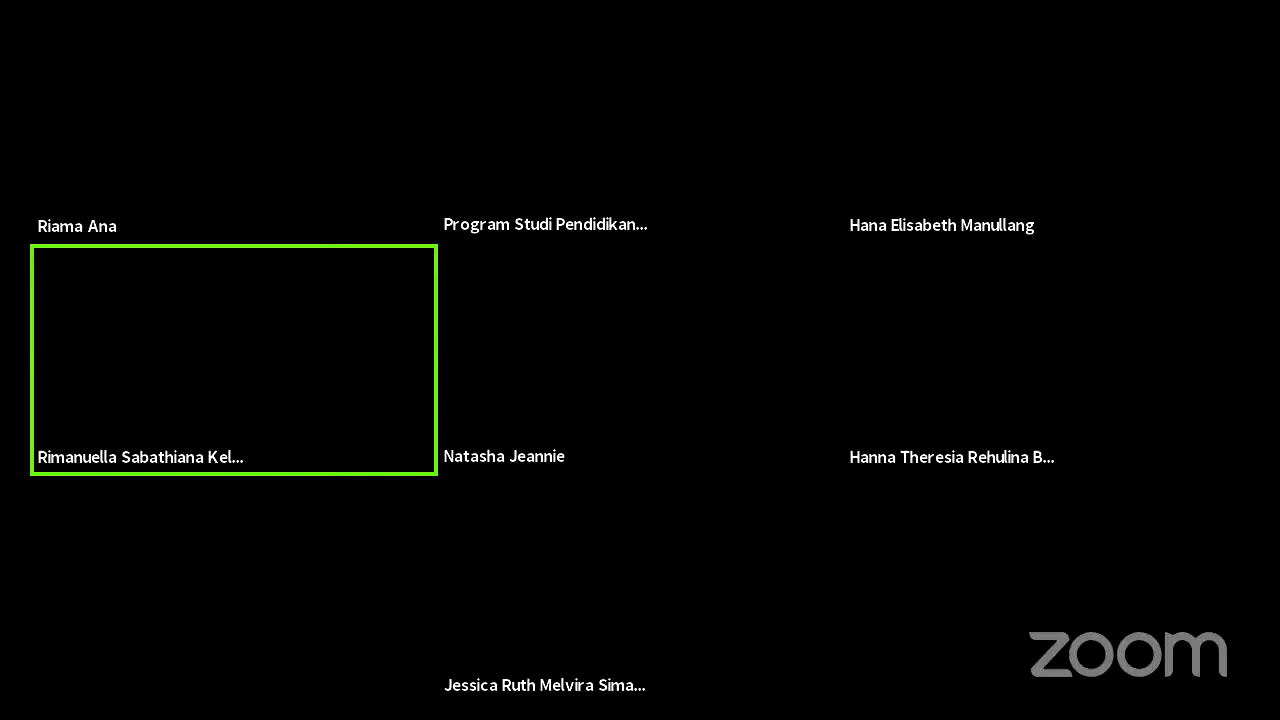 Riama Ana
Program Studi Pendidikan...
Hana Elisabeth Manullang
Rimanuella Sabathiana Kel...
Natasha Jeannie
Hanna Theresia Rehulina B...
Jessica Ruth Melvira Sima...
zoom